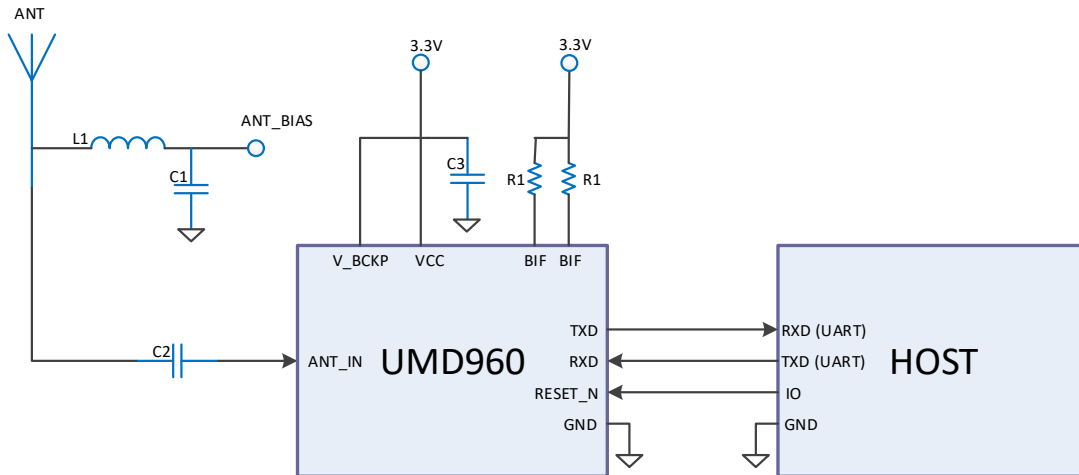 ANT
3.3V
3.3V
ANT_BIAS
L1
C1
C3
R1
R1
V_BCKP
VCC
BIF
BIF
TXD
RXD (UART)
C2
ANT_IN
UMD960
RXD
TXD (UART)
HOST
RESET_N
IO
GND
GND